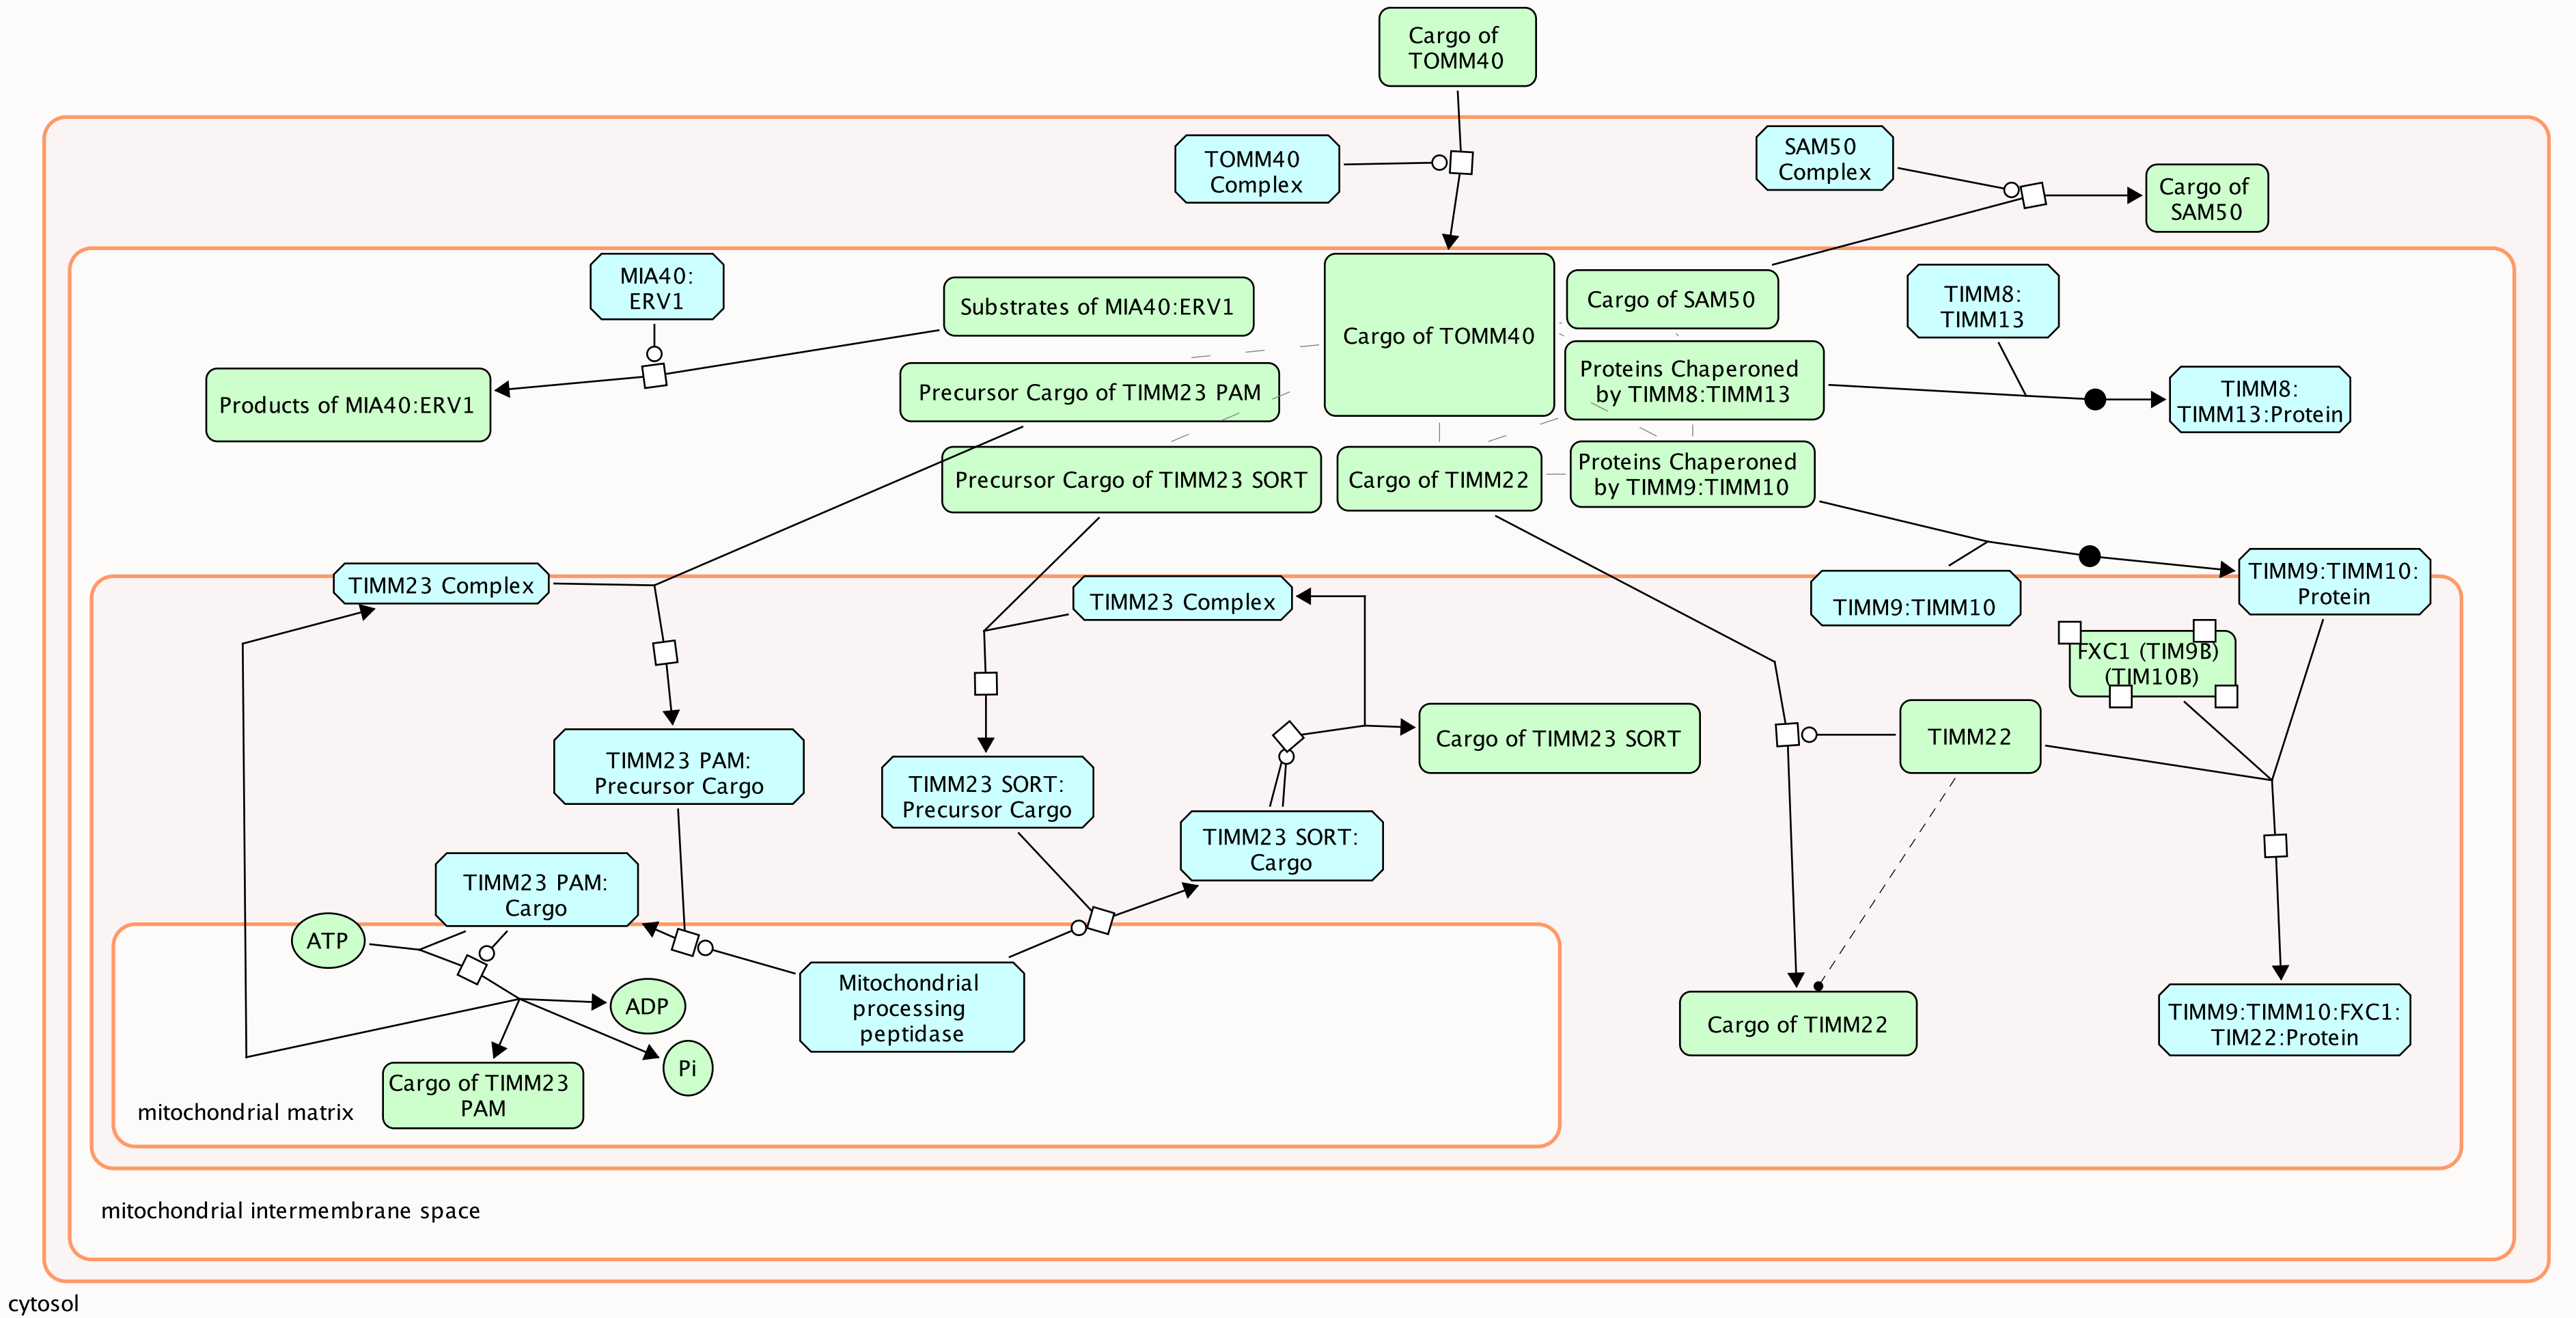 Cargo of
TOMM40
TOMM40
Complex
SAM50
Complex
Cargo of
SAM50
MIA40:
ERV1
Substrates of MIA40:ERV1
Cargo of TOMM40
Cargo of SAM50
TIMM8:
TIMM13
Products of MIA40:ERV1
Precursor Cargo of TIMM23 PAM
Proteins Chaperoned
by TIMM8:TIMM13
TIMM8:
TIMM13:Protein
Precursor Cargo of TIMM23 SORT
Cargo of TIMM22
Proteins Chaperoned
by TIMM9:TIMM10
TIMM23 Complex
TIMM23 Complex
TIMM9:TIMM10
TIMM9:TIMM10:
Protein
FXC1 (TIM9B)
(TIM10B)
TIMM23 PAM:
Precursor Cargo
TIMM23 SORT:
Precursor Cargo
Cargo of TIMM23 SORT
TIMM22
TIMM23 SORT:
Cargo
TIMM23 PAM:
Cargo
ATP
ADP
Pi
Mitochondrial
processing
peptidase
Cargo of TIMM22
TIMM9:TIMM10:FXC1:
TIM22:Protein
Cargo of TIMM23
PAM
mitochondrial matrix
mitochondrial intermembrane space
cytosol